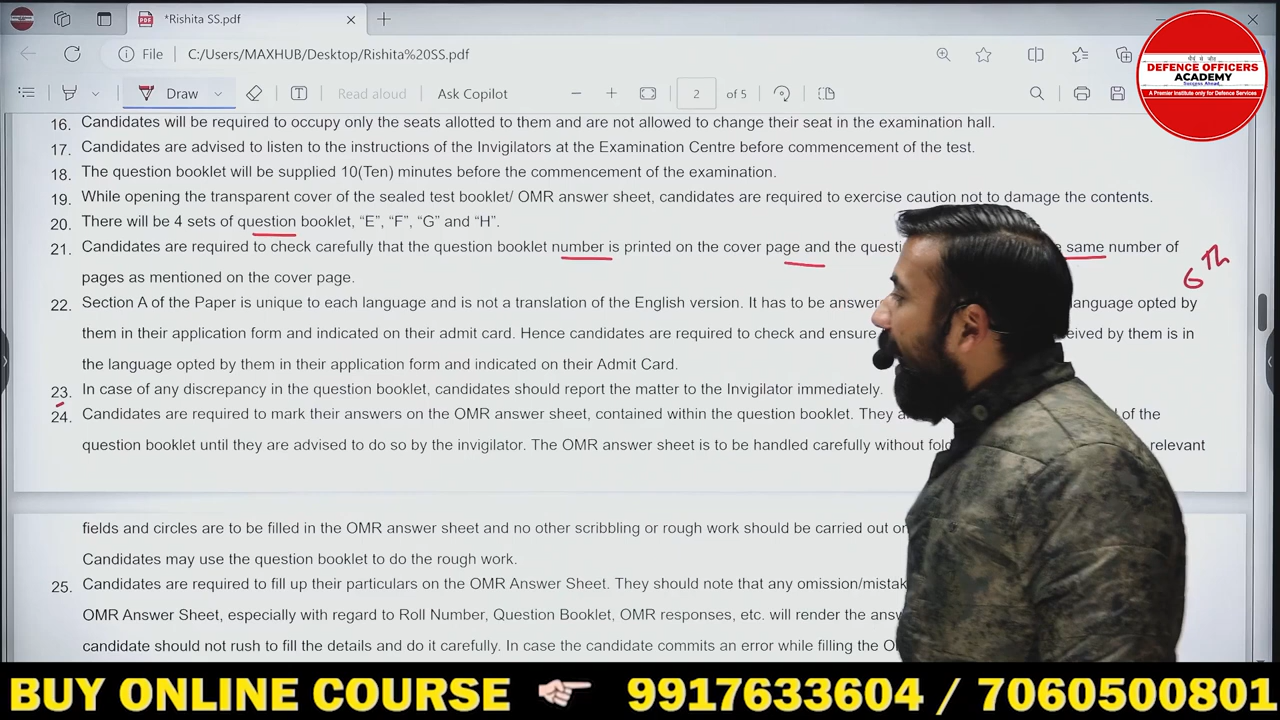 *Rishita SS.pdf
File C:/Users/MAXHUB/Desktop/Rishita%20SS.pdf
Draw Read aloud Ask Copilot 2 of 5
DEFENCE OFFICERS
ACADEMY
Success Ahead
A Premier Institute only for Defence Services
16. Candidates will be required to occupy only the seats allotted to them and are not allowed to change their seat in the examination hall.
17. Candidates are advised to listen to the instructions of the Invigilators at the Examination Centre before commencement of the test.
18. The question booklet will be supplied 10(Ten) minutes before the commencement of the examination.
19. While opening the transparent cover of the sealed test booklet/ OMR answer sheet, candidates are required to exercise caution not to damage the contents.
20. There will be 4 sets of question booklet, “E”, “F”, “G” and “H”.
21. Candidates are required to check carefully that the question booklet number is printed on the cover page and the same number of
6th
pages as mentioned on the cover page.
22. Section A of the Paper is unique to each language and is not a translation of the English version. It has to be language opted by
them in their application form and indicated on their admit card. Hence candidates are required to check and ensure by them is in
the language opted by them in their application form and indicated on their Admit Card.
23. In case of any discrepancy in the question booklet, candidates should report the matter to the Invigilator immediately.
24. Candidates are required to mark their answers on the OMR answer sheet, contained within the question booklet. They of the
question booklet until they are advised to do so by the invigilator. The OMR answer sheet is to be handled carefully without relevant
fields and circles are to be filled in the OMR answer sheet and no other scribbling or rough work should be carried out
Candidates may use the question booklet to do the rough work.
25. Candidates are required to fill up their particulars on the OMR Answer Sheet. They should note that any
OMR Answer Sheet, especially with regard to Roll Number, Question Booklet, OMR responses, etc. will render the
candidate should not rush to fill the details and do it carefully. In case the candidate commits an error while filling the
BUY ONLINE COURSE 9917633604 / 7060500801